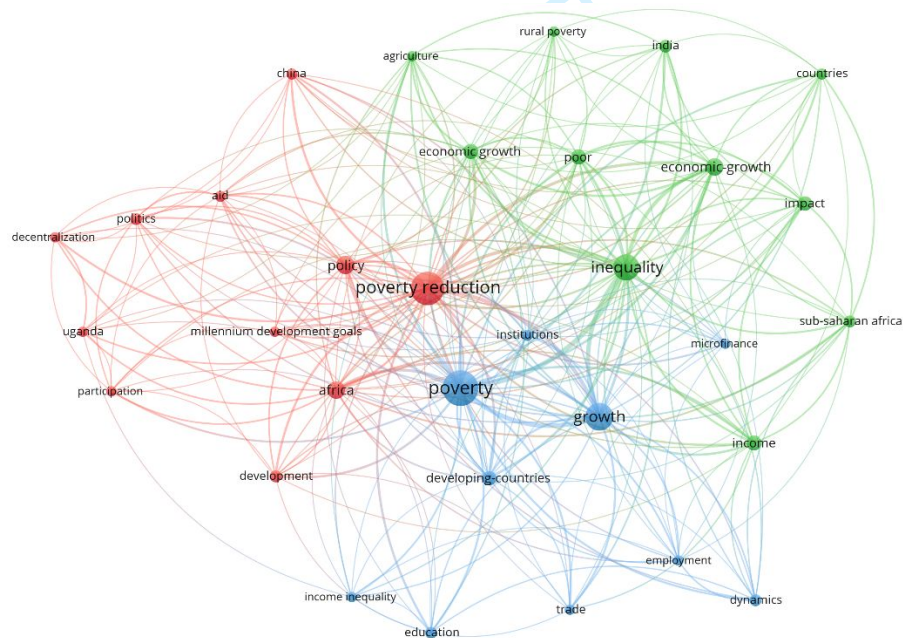 rural poverty
india
agriculture
china
countries
economic growth
poor
economic-growth
aid
impact
politics
decentralization
policy
inequality
poverty reduction
sub-saharan africa
uganda
millennium development goals
institutions
microfinance
participation
africa
poverty
growth
income
development
developing-countries
employment
income inequality
dynamics
trade
education